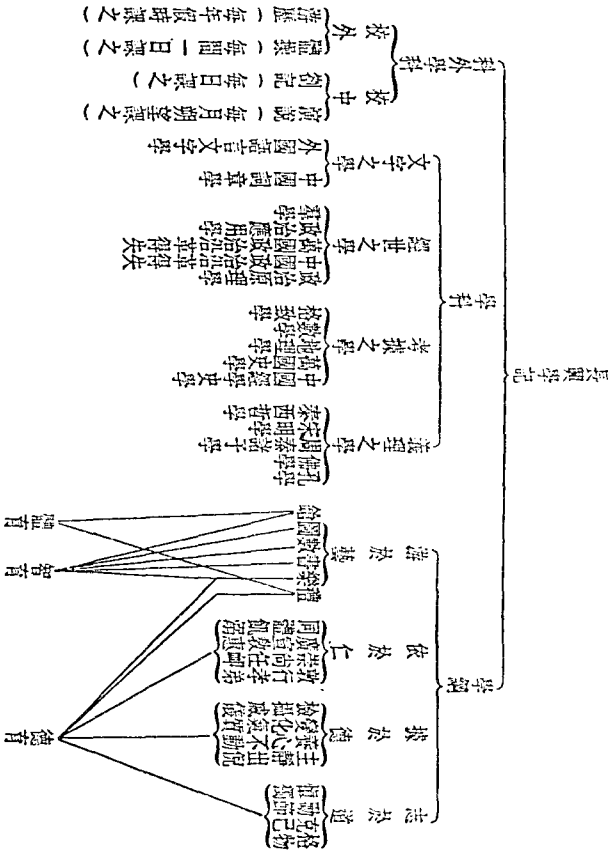 長興學記
學綱
志於道
格物
克己
勵節
慎獨
據於德
主靜出倪
養心不動
變化氣質
檢攝威儀
依於仁
敦行孝弟
崇尚任卹
廣宣教惠
同體飢溺
游於藝
禮
樂
書
數
圖
鎗
德育
智育
體育
學科
義理之學
孔學
佛學
周秦諸子學
宋明學
泰西哲學
考據之學
中國經學史學
萬國史學
地理學
數學
格致學
經世之學
政治原理學
中國政治沿革得失
萬國政治沿革得失
政治應用學
羣學
文字之學
中國詞章學
外國語言文字學
科外學科
校中
演說(每月朔望課之)
劄記(每日課之)
校外
體操(每間一日課之)
游歷(每年假時課之)